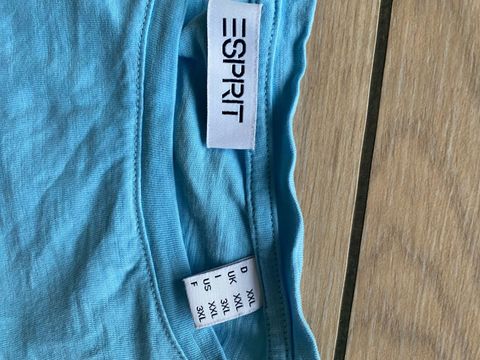 ESPRIT
D XXL
UK XXL
I 3XL
US XXL
F 3XL